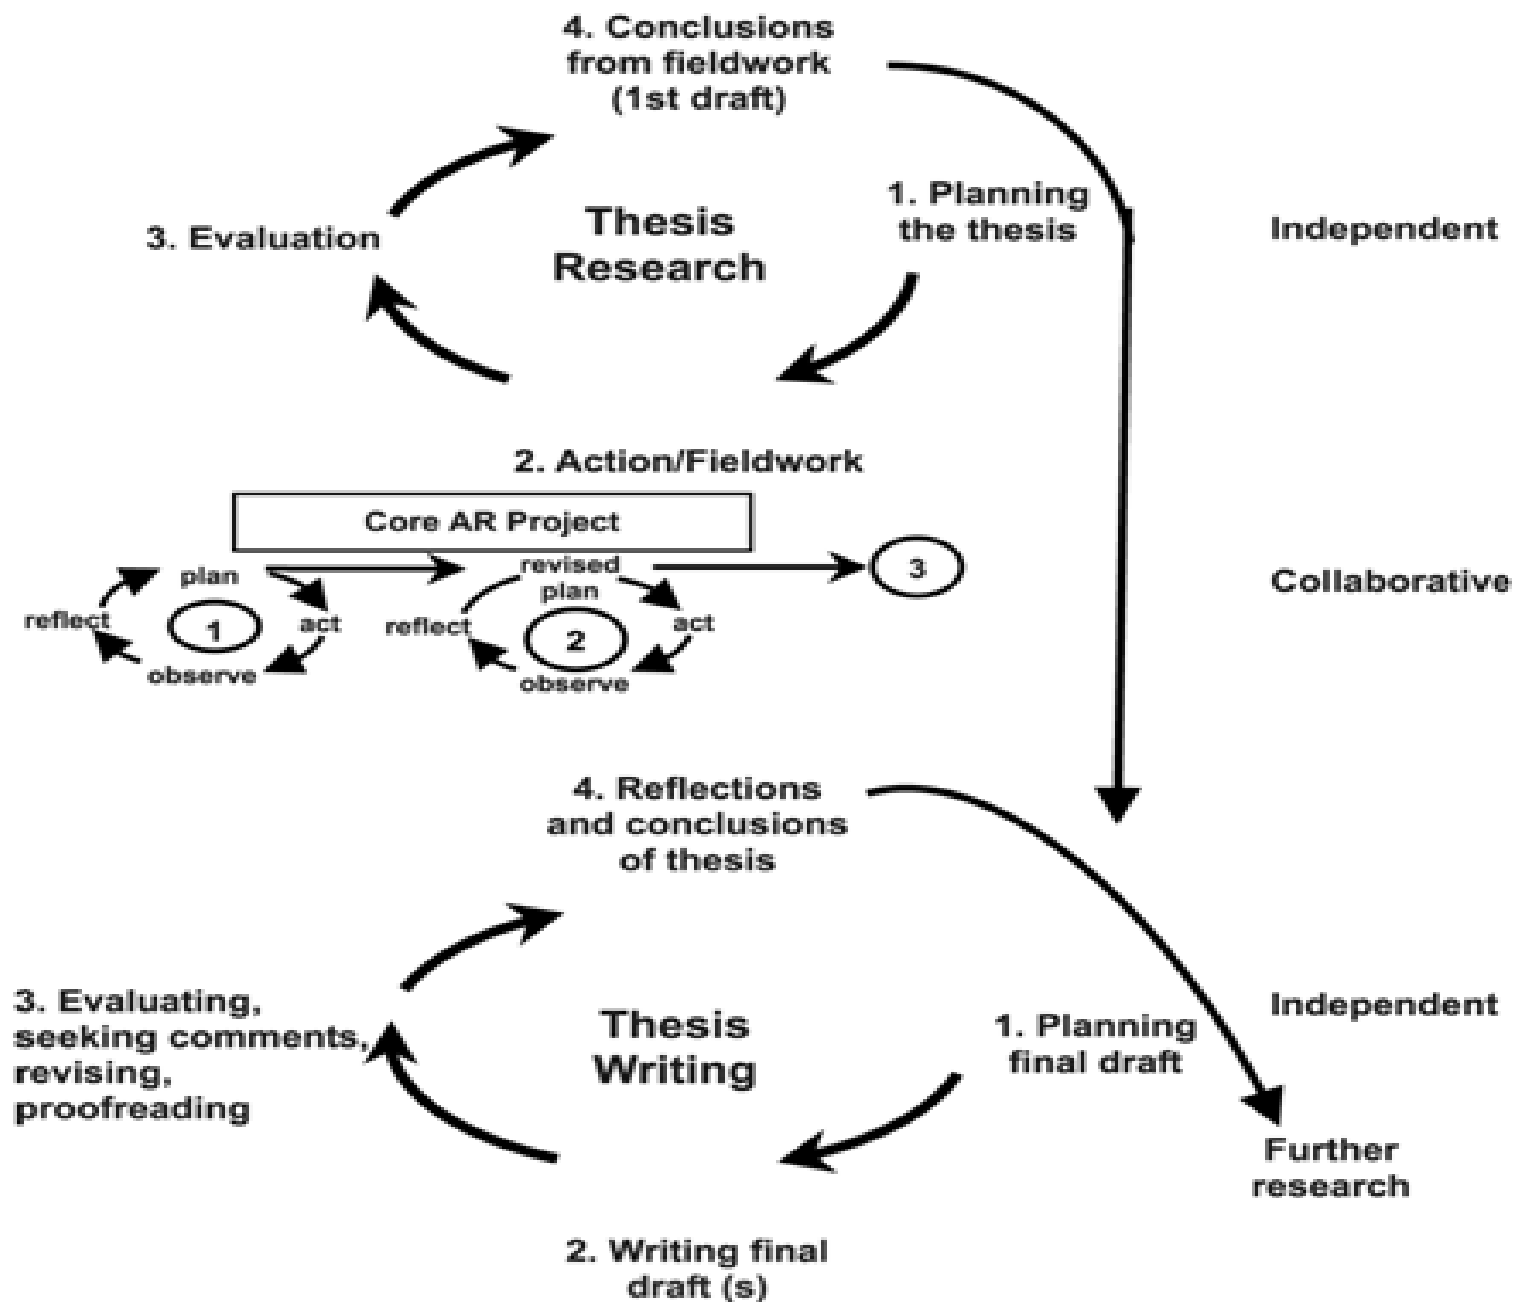 4. Conclusions
from fieldwork
(1st draft)
1. Planning
the thesis
Thesis
Research
3. Evaluation
Independent
2. Action/Fieldwork
Core AR Project
plan
reflect
1
act
observe
revised
plan
reflect
2
act
observe
3
Collaborative
4. Reflections
and conclusions
of thesis
3. Evaluating,
seeking comments,
revising,
proofreading
Thesis
Writing
1. Planning
final draft
Independent
Further
research
2. Writing final
draft (s)